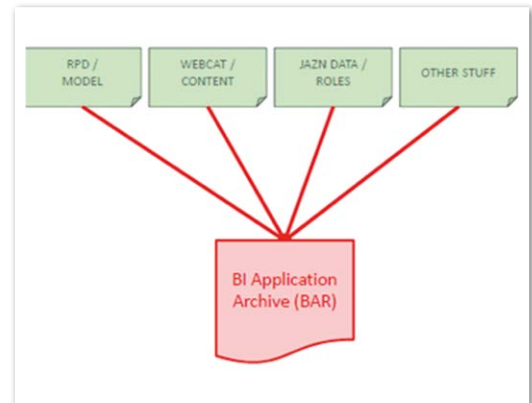 RPD /
MODEL
WEBCAT /
CONTENT
JAZN DATA /
ROLES
OTHER STUFF
BI Application
Archive (BAR)